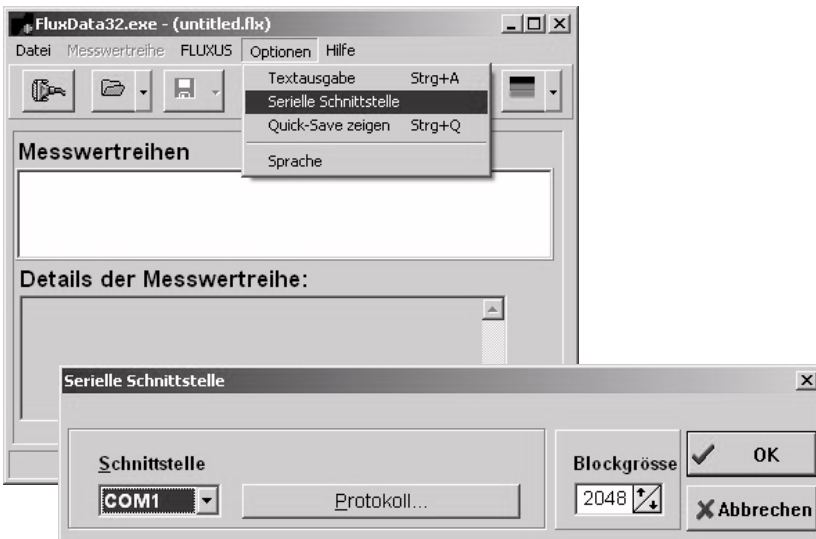 FluxData32.exe - (untitled.flx)
Datei Messwertreihe FLUXUS Optionen Hilfe
Textausgabe Strg+A
Serielle Schnittstelle
Quick-Save zeigen Strg+Q
Sprache
Messwertreihen
Details der Messwertreihe:
Serielle Schnittstelle
Schnittstelle
COM1
Protokoll...
Blockgrösse
2048
OK
Abbrechen